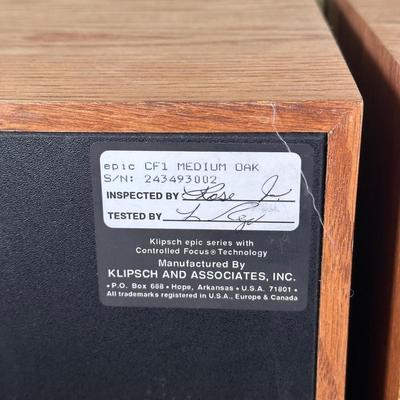 epic CF1 MEDIUM OAK
S/N: 243493002
INSPECTED BY Rose
TESTED BY
Klipsch epic series with
Controlled Focus® Technology
Manufactured By
KLIPSCH AND ASSOCIATES, INC.
• P.O. Box 688 • Hope, Arkansas • U.S.A. 71801 •
All trademarks registered in U.S.A., Europe & Canada